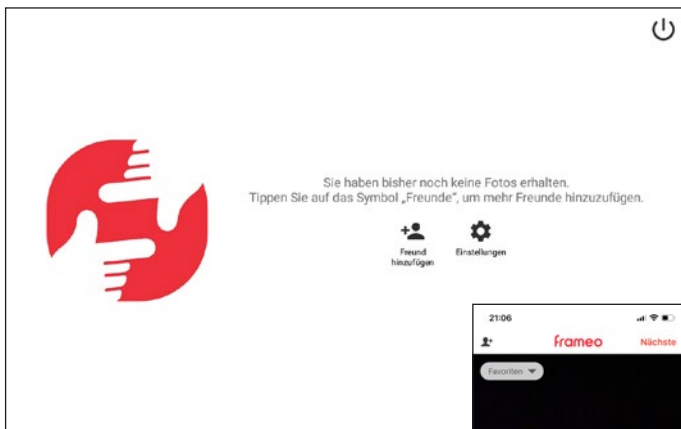 Sie haben bisher noch keine Fotos erhalten.
Tippen Sie auf das Symbol „Freunde“, um mehr Freunde hinzuzufügen.
Freund
hinzufügen
Einstellungen
21:06
frameo
Nächste
Favoriten